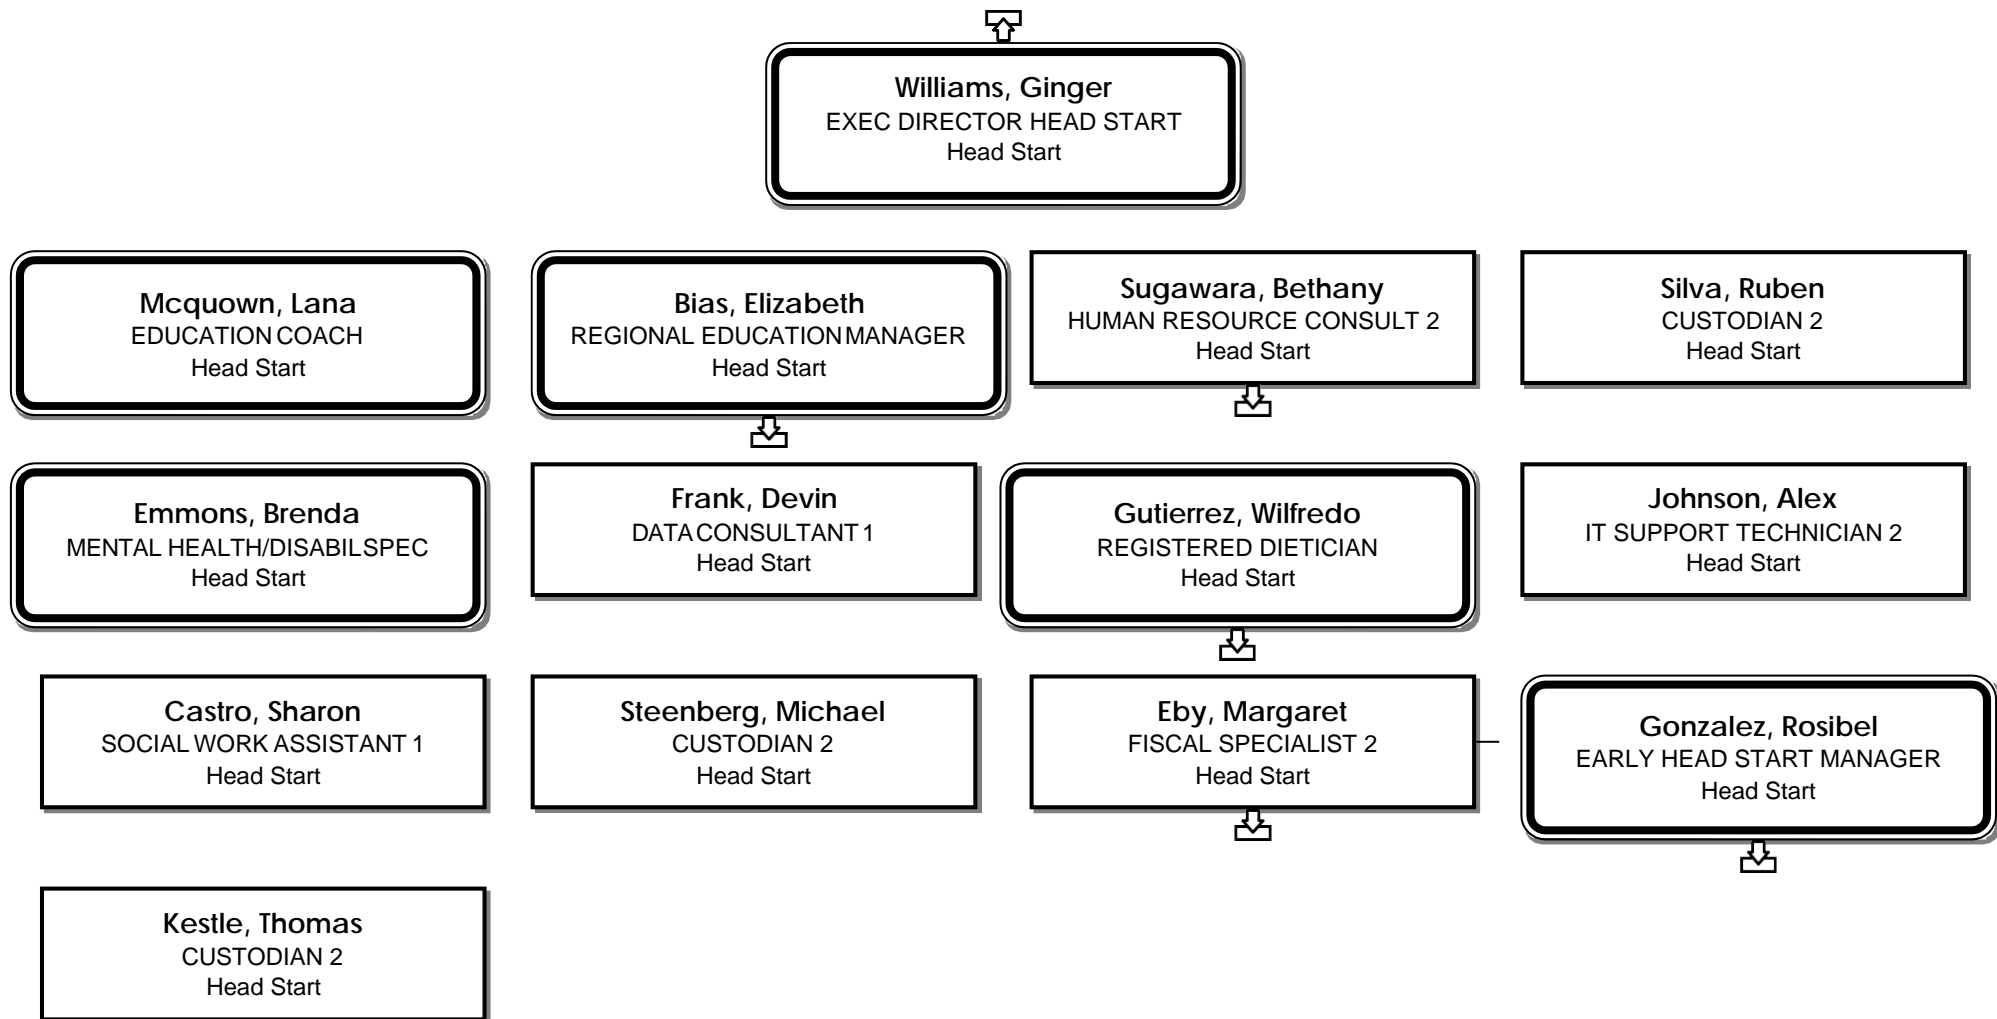 Williams, Ginger
EXEC DIRECTOR HEAD START
Head Start
Mcquown, Lana
EDUCATION COACH
Head Start
Bias, Elizabeth
REGIONAL EDUCATION MANAGER
Head Start
Sugawara, Bethany
HUMAN RESOURCE CONSULT 2
Head Start
Silva, Ruben
CUSTODIAN 2
Head Start
Emmons, Brenda
MENTAL HEALTH/DISABIL SPEC
Head Start
Frank, Devin
DATA CONSULTANT 1
Head Start
Gutierrez, Wilfredo
REGISTERED DIETICIAN
Head Start
Johnson, Alex
IT SUPPORT TECHNICIAN 2
Head Start
Castro, Sharon
SOCIAL WORK ASSISTANT 1
Head Start
Steenberg, Michael
CUSTODIAN 2
Head Start
Eby, Margaret
FISCAL SPECIALIST 2
Head Start
Gonzalez, Rosibel
EARLY HEAD START MANAGER
Head Start
Kestle, Thomas
CUSTODIAN 2
Head Start